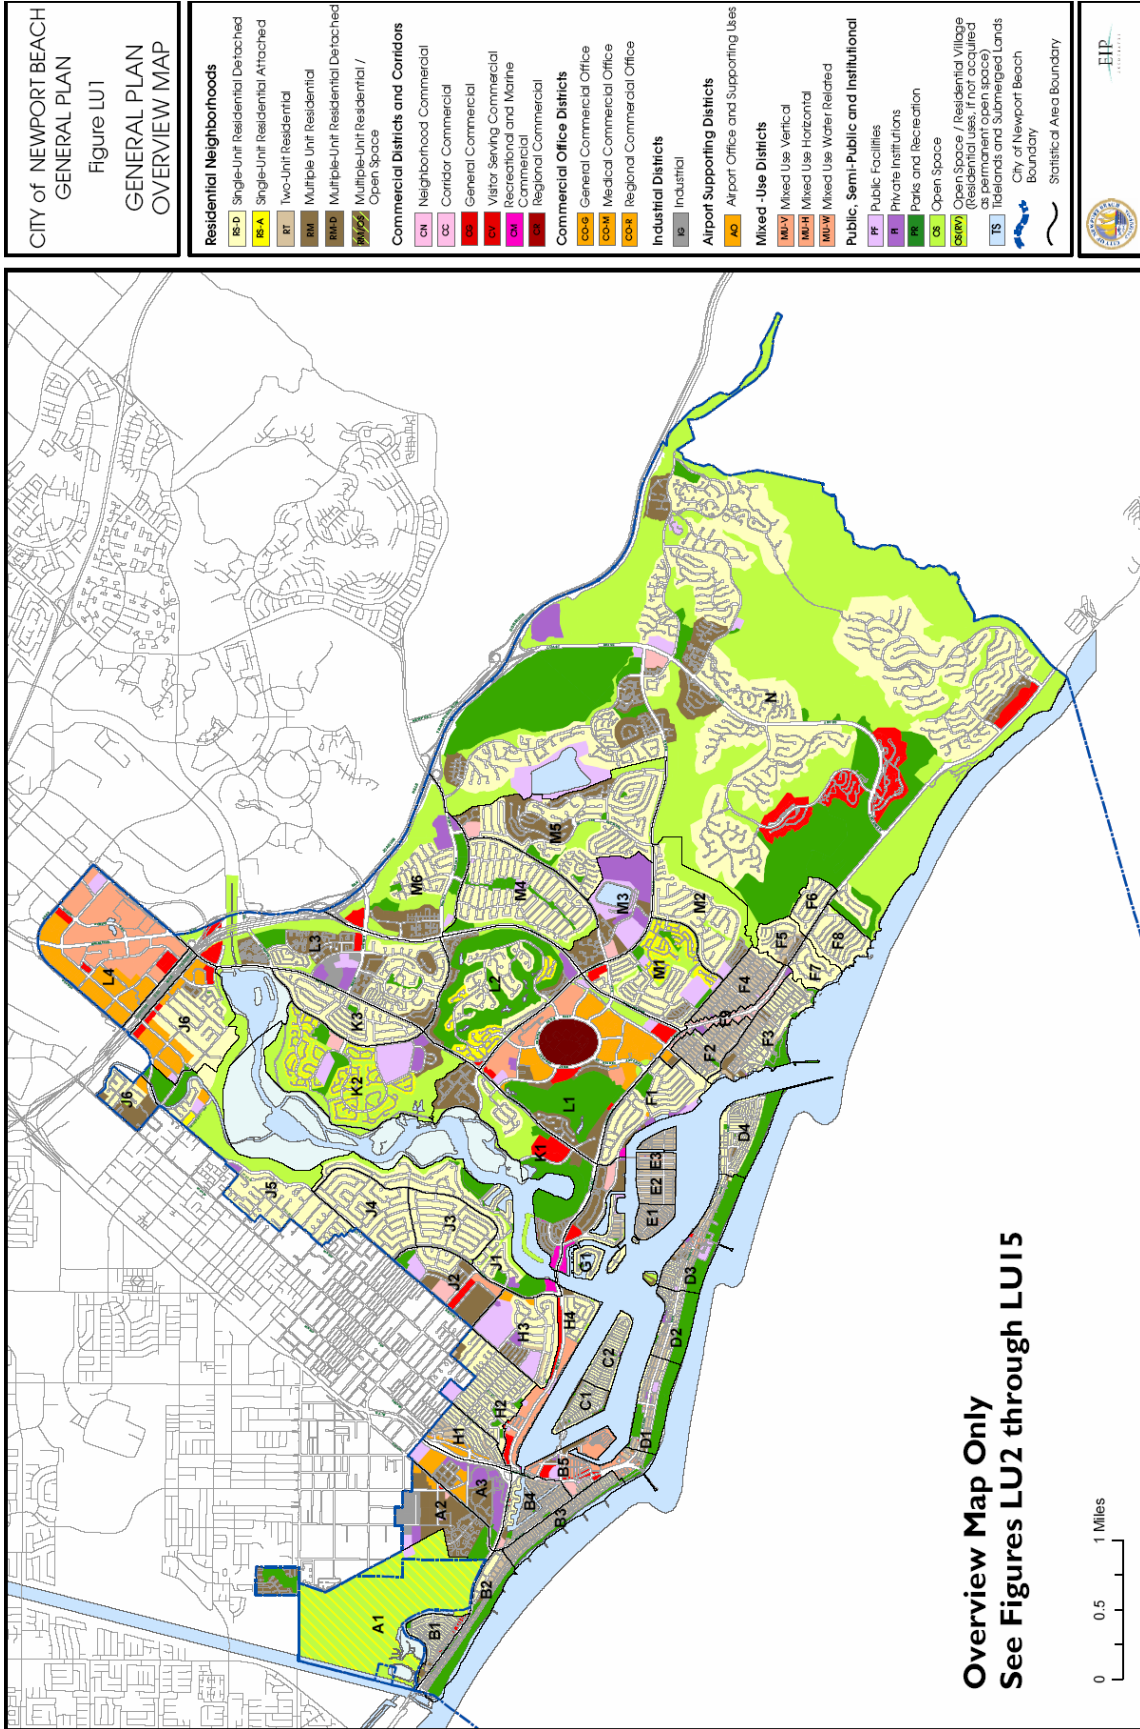 CITY of NEWPORT BEACH
GENERAL PLAN
Figure LU1
GENERAL PLAN
OVERVIEW MAP
Residential Neighborhoods
RS-D Single-Unit Residential Detached
RS-A Single-Unit Residential Attached
RT Two-Unit Residential
RM Multiple Unit Residential
RM-D Multiple-Unit Residential Detached
RM/OS Multiple-Unit Residential /
Open Space
Commercial Districts and Corridors
CN Neighborhood Commercial
CC Corridor Commercial
CG General Commercial
CV Visitor Serving Commercial
CM Recreational and Marine
Commercial
CR Regional Commercial
Commercial Office Districts
CO-G General Commercial Office
CO-M Medical Commercial Office
CO-R Regional Commercial Office
Industrial Districts
IG Industrial
Airport Supporting Districts
AO Airport Office and Supporting Uses
Mixed -Use Districts
MU-V Mixed Use Vertical
MU-H Mixed Use Horizontal
MU-W Mixed Use Water Related
Public, Semi-Public and Institutional
PF Public Facilities
PI Private Institutions
PR Parks and Recreation
OS Open Space
OS(RV) Open Space / Residential Village
(Residential uses, if not acquired
as permanent open space)
TS Tidelands and Submerged Lands
City of Newport Beach
Boundary
Statistical Area Boundary
EIP
A1
A2
A3
B1
B2
B3
B4
B5
C1
C2
D1
D2
D3
D4
E1
E2
E3
F1
F2
F3
F4
F5
F6
F7
F8
F9
G1
H1
H2
H3
H4
J1
J2
J3
J4
J5
J6
J6
K1
K2
K3
L1
L2
L3
L4
M1
M2
M3
M4
M5
M6
N
Overview Map Only
See Figures LU2 through LU15
0 0.5 1 Miles